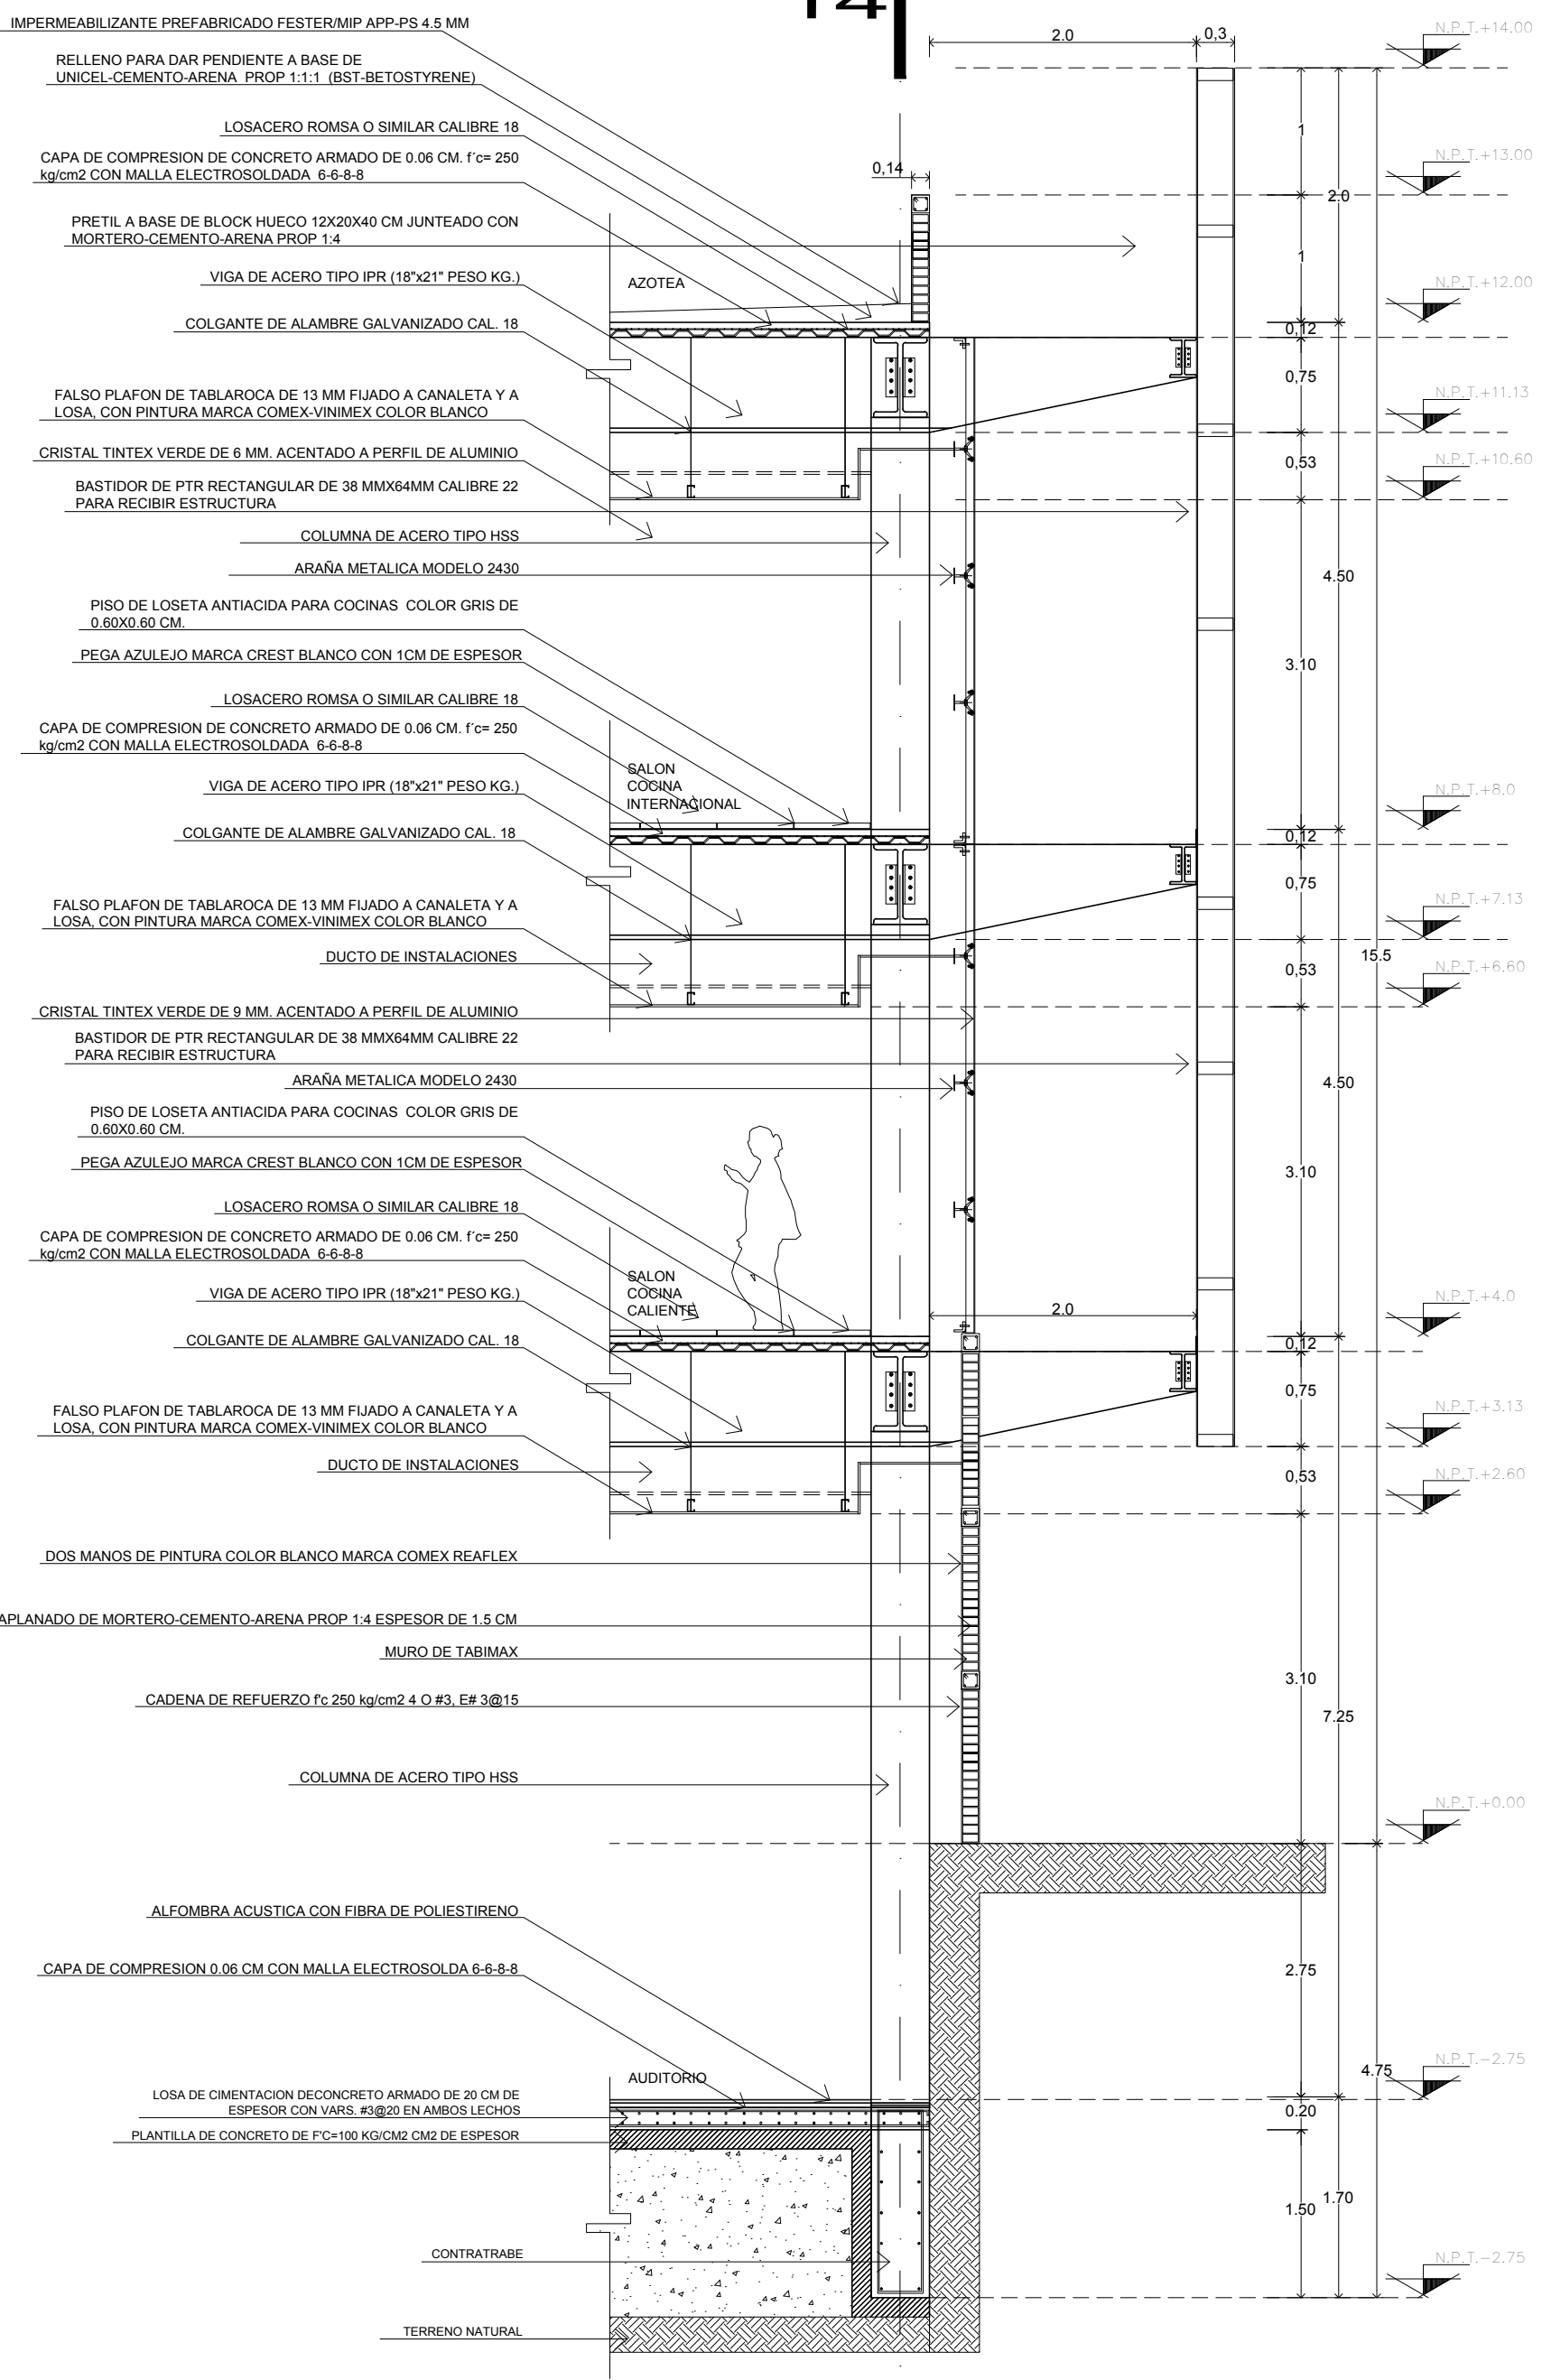 14
IMPERMEABILIZANTE PREFABRICADO FESTER/MIP APP-PS 4.5 MM
RELLENO PARA DAR PENDIENTE A BASE DE
UNICEL-CEMENTO-ARENA PROP 1:1:1 (BST-BETOSTYRENE)
LOSACERO ROMSA O SIMILAR CALIBRE 18
CAPA DE COMPRESION DE CONCRETO ARMADO DE 0.06 CM. f´c= 250
kg/cm2 CON MALLA ELECTROSOLDADA 6-6-8-8
PRETIL A BASE DE BLOCK HUECO 12X20X40 CM JUNTEADO CON
MORTERO-CEMENTO-ARENA PROP 1:4
VIGA DE ACERO TIPO IPR (18"x21" PESO KG.)
COLGANTE DE ALAMBRE GALVANIZADO CAL. 18
FALSO PLAFON DE TABLAROCA DE 13 MM FIJADO A CANALETA Y A
LOSA, CON PINTURA MARCA COMEX-VINIMEX COLOR BLANCO
CRISTAL TINTEX VERDE DE 6 MM. ACENTADO A PERFIL DE ALUMINIO
BASTIDOR DE PTR RECTANGULAR DE 38 MMX64MM CALIBRE 22
PARA RECIBIR ESTRUCTURA
COLUMNA DE ACERO TIPO HSS
ARAÑA METALICA MODELO 2430
PISO DE LOSETA ANTIACIDA PARA COCINAS COLOR GRIS DE
0.60X0.60 CM.
PEGA AZULEJO MARCA CREST BLANCO CON 1CM DE ESPESOR
LOSACERO ROMSA O SIMILAR CALIBRE 18
CAPA DE COMPRESION DE CONCRETO ARMADO DE 0.06 CM. f´c= 250
kg/cm2 CON MALLA ELECTROSOLDADA 6-6-8-8
VIGA DE ACERO TIPO IPR (18"x21" PESO KG.)
COLGANTE DE ALAMBRE GALVANIZADO CAL. 18
FALSO PLAFON DE TABLAROCA DE 13 MM FIJADO A CANALETA Y A
LOSA, CON PINTURA MARCA COMEX-VINIMEX COLOR BLANCO
DUCTO DE INSTALACIONES
CRISTAL TINTEX VERDE DE 9 MM. ACENTADO A PERFIL DE ALUMINIO
BASTIDOR DE PTR RECTANGULAR DE 38 MMX64MM CALIBRE 22
PARA RECIBIR ESTRUCTURA
ARAÑA METALICA MODELO 2430
PISO DE LOSETA ANTIACIDA PARA COCINAS COLOR GRIS DE
0.60X0.60 CM.
PEGA AZULEJO MARCA CREST BLANCO CON 1CM DE ESPESOR
LOSACERO ROMSA O SIMILAR CALIBRE 18
CAPA DE COMPRESION DE CONCRETO ARMADO DE 0.06 CM. f´c= 250
kg/cm2 CON MALLA ELECTROSOLDADA 6-6-8-8
VIGA DE ACERO TIPO IPR (18"x21" PESO KG.)
COLGANTE DE ALAMBRE GALVANIZADO CAL. 18
FALSO PLAFON DE TABLAROCA DE 13 MM FIJADO A CANALETA Y A
LOSA, CON PINTURA MARCA COMEX-VINIMEX COLOR BLANCO
DUCTO DE INSTALACIONES
DOS MANOS DE PINTURA COLOR BLANCO MARCA COMEX REAFLEX
APLANADO DE MORTERO-CEMENTO-ARENA PROP 1:4 ESPESOR DE 1.5 CM
MURO DE TABIMAX
CADENA DE REFUERZO f'c 250 kg/cm2 4 O #3, E# 3@15
COLUMNA DE ACERO TIPO HSS
ALFOMBRA ACUSTICA CON FIBRA DE POLIESTIRENO
CAPA DE COMPRESION 0.06 CM CON MALLA ELECTROSOLDA 6-6-8-8
LOSA DE CIMENTACION DECONCRETO ARMADO DE 20 CM DE
ESPESOR CON VARS. #3@20 EN AMBOS LECHOS
PLANTILLA DE CONCRETO DE F'C=100 KG/CM2 CM2 DE ESPESOR
CONTRATRABE
TERRENO NATURAL
AZOTEA
SALON
COCINA
INTERNACIONAL
SALON
COCINA
CALIENTE
AUDITORIO
0,14
2.0
0,3
2.0
1
1
0,12
0,75
0,53
3.10
0,12
0,75
0,53
3.10
0,12
0,75
0,53
3.10
2.75
0.20
1.50
2.0
4.50
4.50
7.25
1.70
15.5
4.75
N.P.T.+14.00
N.P.T.+13.00
N.P.T.+12.00
N.P.T.+11.13
N.P.T.+10.60
N.P.T.+8.0
N.P.T.+7.13
N.P.T.+6.60
N.P.T.+4.0
N.P.T.+3.13
N.P.T.+2.60
N.P.T.+0.00
N.P.T.−2.75
N.P.T.−2.75